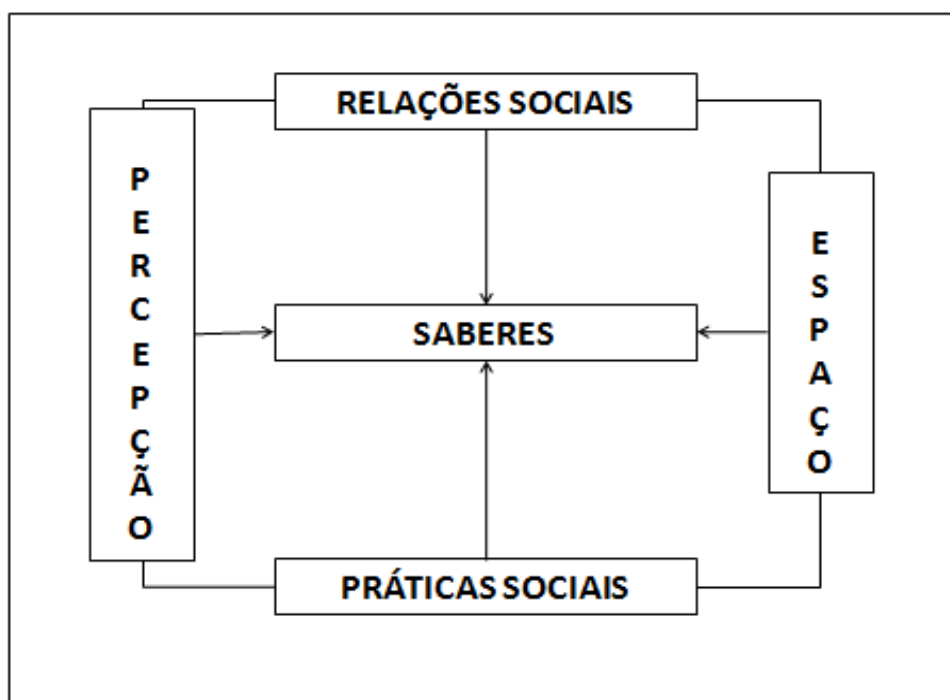 RELAÇÕES SOCIAIS
PERCEPÇÃO
ESPAÇO
SABERES
PRÁTICAS SOCIAIS